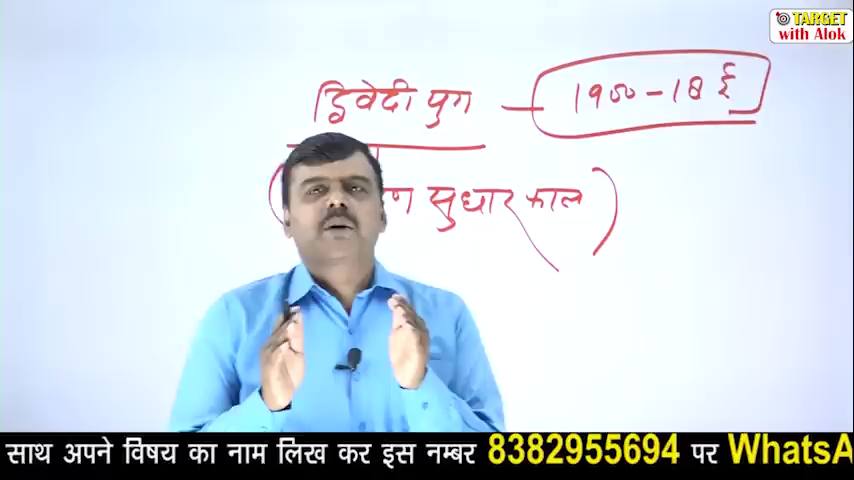 TARGET
with Alok
द्विवेदी युग – 1900-18 ई
ण सुधार काल
साथ अपने विषय का नाम लिख कर इस नम्बर 8382955694 पर WhatsA